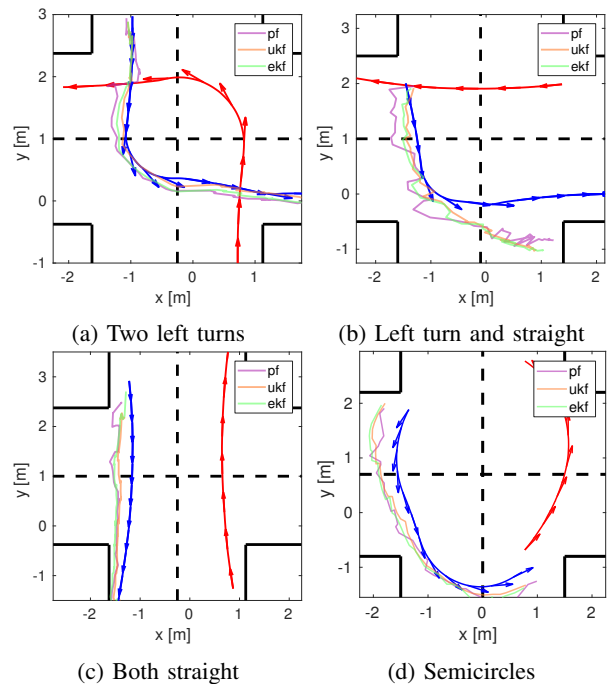 pf
ukf
ekf
3
2
1
0
-1
y [m]
-2 -1 0 1
x [m]
(a) Two left turns
pf
ukf
ekf
3
2
1
0
-1
y [m]
-2 -1 0 1 2
x [m]
(b) Left turn and straight
pf
ukf
ekf
3
2
1
0
-1
y [m]
-2 -1 0 1 2
x [m]
(c) Both straight
pf
ukf
ekf
3
2
1
0
-1
y [m]
-2 -1 0 1 2
x [m]
(d) Semicircles